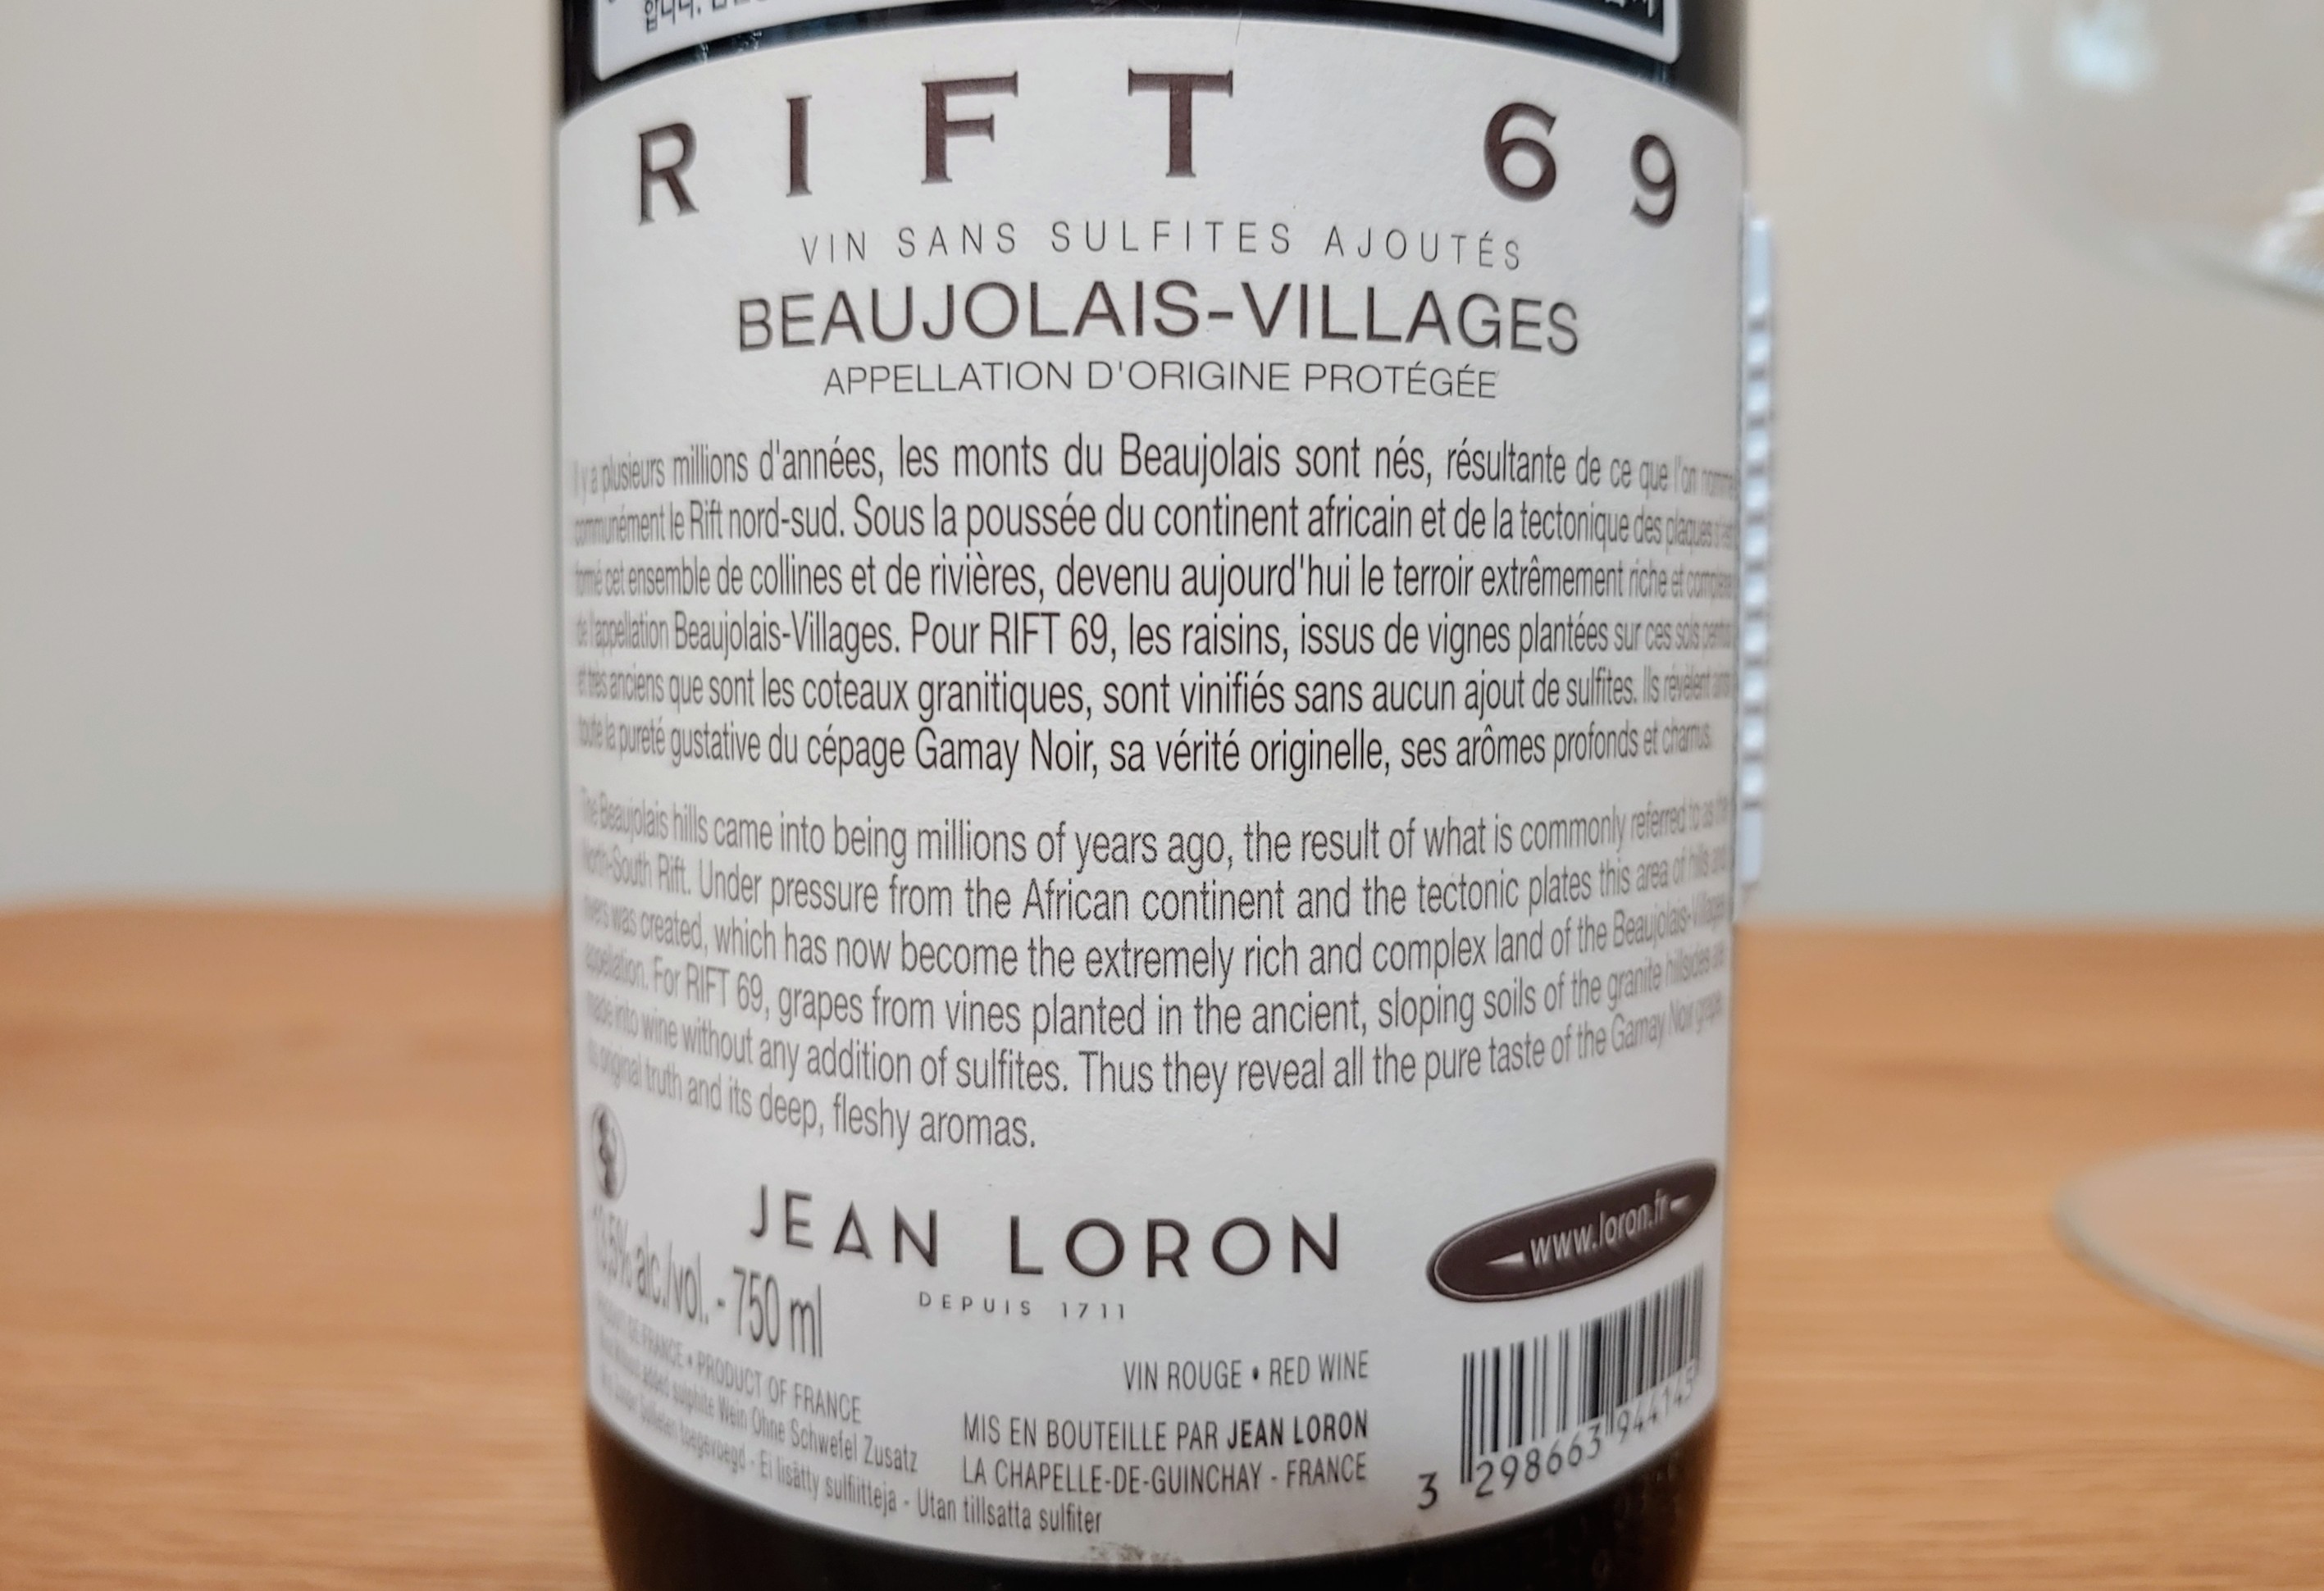 합니다.
RIFT 69
VIN SANS SULFITES AJOUTÉS
BEAUJOLAIS-VILLAGES
APPELLATION D'ORIGINE PROTÉGÉE
Il y a plusieurs millions d'années, les monts du Beaujolais sont nés, résultante de ce que l'on nomme
communément le Rift nord-sud. Sous la poussée du continent africain et de la tectonique des plaques s'est
formé cet ensemble de collines et de rivières, devenu aujourd'hui le terroir extrêmement riche et complexe
de l'appellation Beaujolais-Villages. Pour RIFT 69, les raisins, issus de vignes plantées sur ces sols pentus
et très anciens que sont les coteaux granitiques, sont vinifiés sans aucun ajout de sulfites. Ils révèlent ainsi
toute la pureté gustative du cépage Gamay Noir, sa vérité originelle, ses arômes profonds et charnus.
The Beaujolais hills came into being millions of years ago, the result of what is commonly referred to as the
North-South Rift. Under pressure from the African continent and the tectonic plates this area of hills and
rivers was created, which has now become the extremely rich and complex land of the Beaujolais-Villages
appellation. For RIFT 69, grapes from vines planted in the ancient, sloping soils of the granite hillsides are
made into wine without any addition of sulfites. Thus they reveal all the pure taste of the Gamay Noir grape,
its original truth and its deep, fleshy aromas.
JEAN LORON
DEPUIS 1711
www.loron.fr
13,5% alc./vol. - 750 ml
PRODUIT DE FRANCE • PRODUCT OF FRANCE
added sulphite Wein Ohne Schwefel Zusatz
toegevoegd - Ei lisätty sulfiitteja - Utan tillsatta sulfiter
VIN ROUGE • RED WINE
MIS EN BOUTEILLE PAR JEAN LORON
LA CHAPELLE-DE-GUINCHAY - FRANCE
3 298663 944145